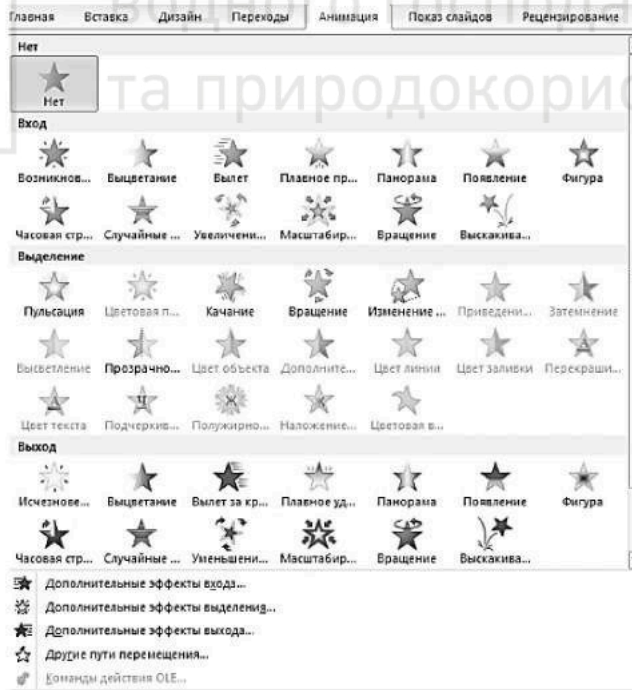 водного господа
Главная Вставка Дизайн Переходы Анимация Показ слайдов Рецензирование
та природокорис
Нет
Нет
Вход
Возникнов... Выцветание Вылет Плавное пр... Панорама Появление Фигура
Часовая стр... Случайные ... Увеличени... Масштабир... Вращение Выскакива...
Выделение
Пульсация Цветовая п... Качание Вращение Изменение ... Приведени... Затемнение
Высветление Прозрачно... Цвет объекта Дополните... Цвет линии Цвет заливки Перекраши...
Цвет текста Подчеркив... Полужирно... Наложение... Цветовая в...
Выход
Исчезнове... Выцветание Вылет за кр... Плавное уд... Панорама Появление Фигура
Часовая стр... Случайные ... Уменьшени... Масштабир... Вращение Выскакива...
Дополнительные эффекты входа...
Дополнительные эффекты выделения...
Дополнительные эффекты выхода...
Другие пути перемещения...
Команды действия OLE...